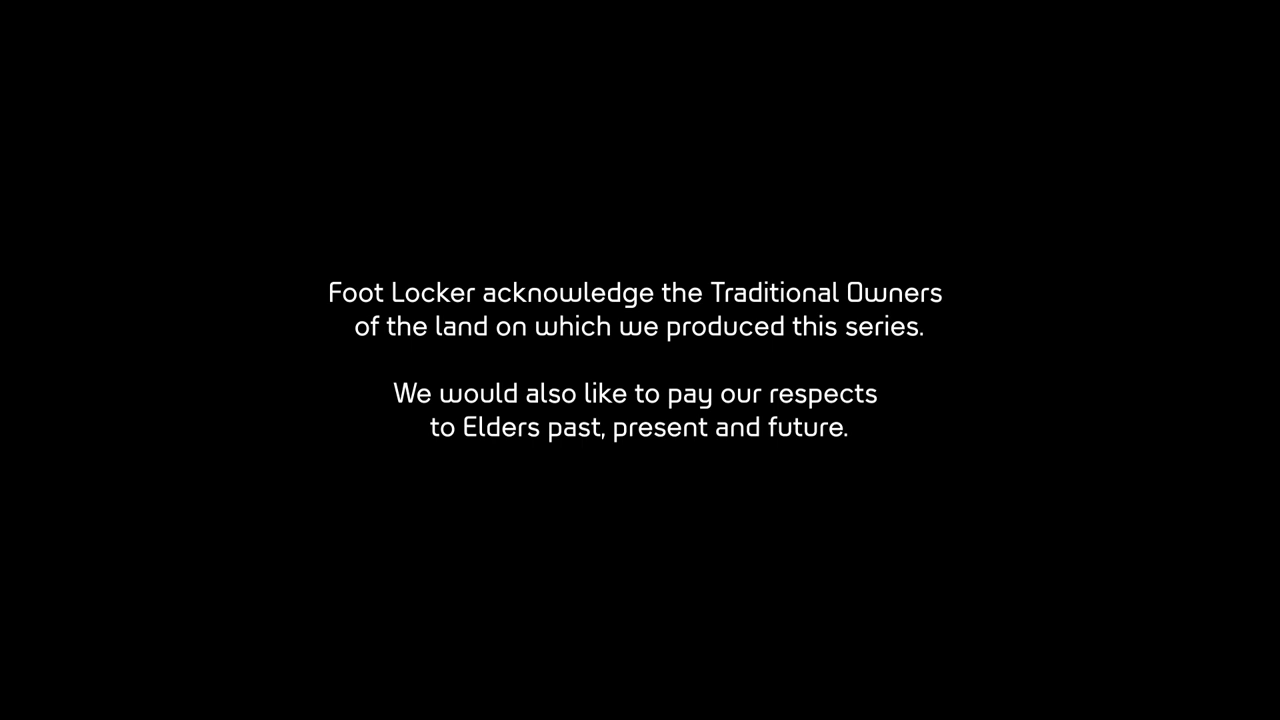 Foot Locker acknowledge the Traditional Owners
of the land on which we produced this series.
We would also like to pay our respects
to Elders past, present and future.